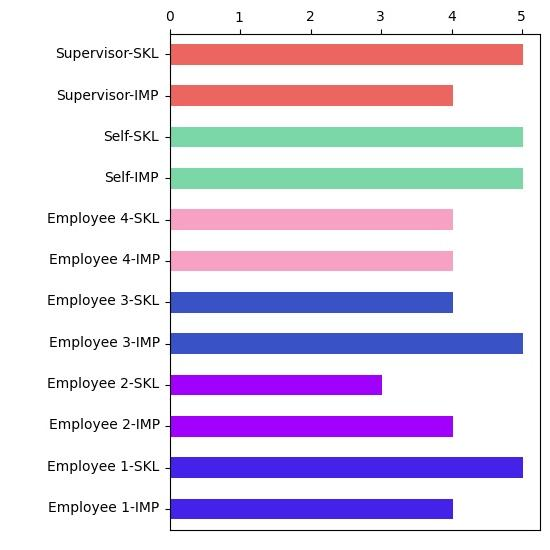 0 1 2 3 4 5
Supervisor-SKL
Supervisor-IMP
Self-SKL
Self-IMP
Employee 4-SKL
Employee 4-IMP
Employee 3-SKL
Employee 3-IMP
Employee 2-SKL
Employee 2-IMP
Employee 1-SKL
Employee 1-IMP